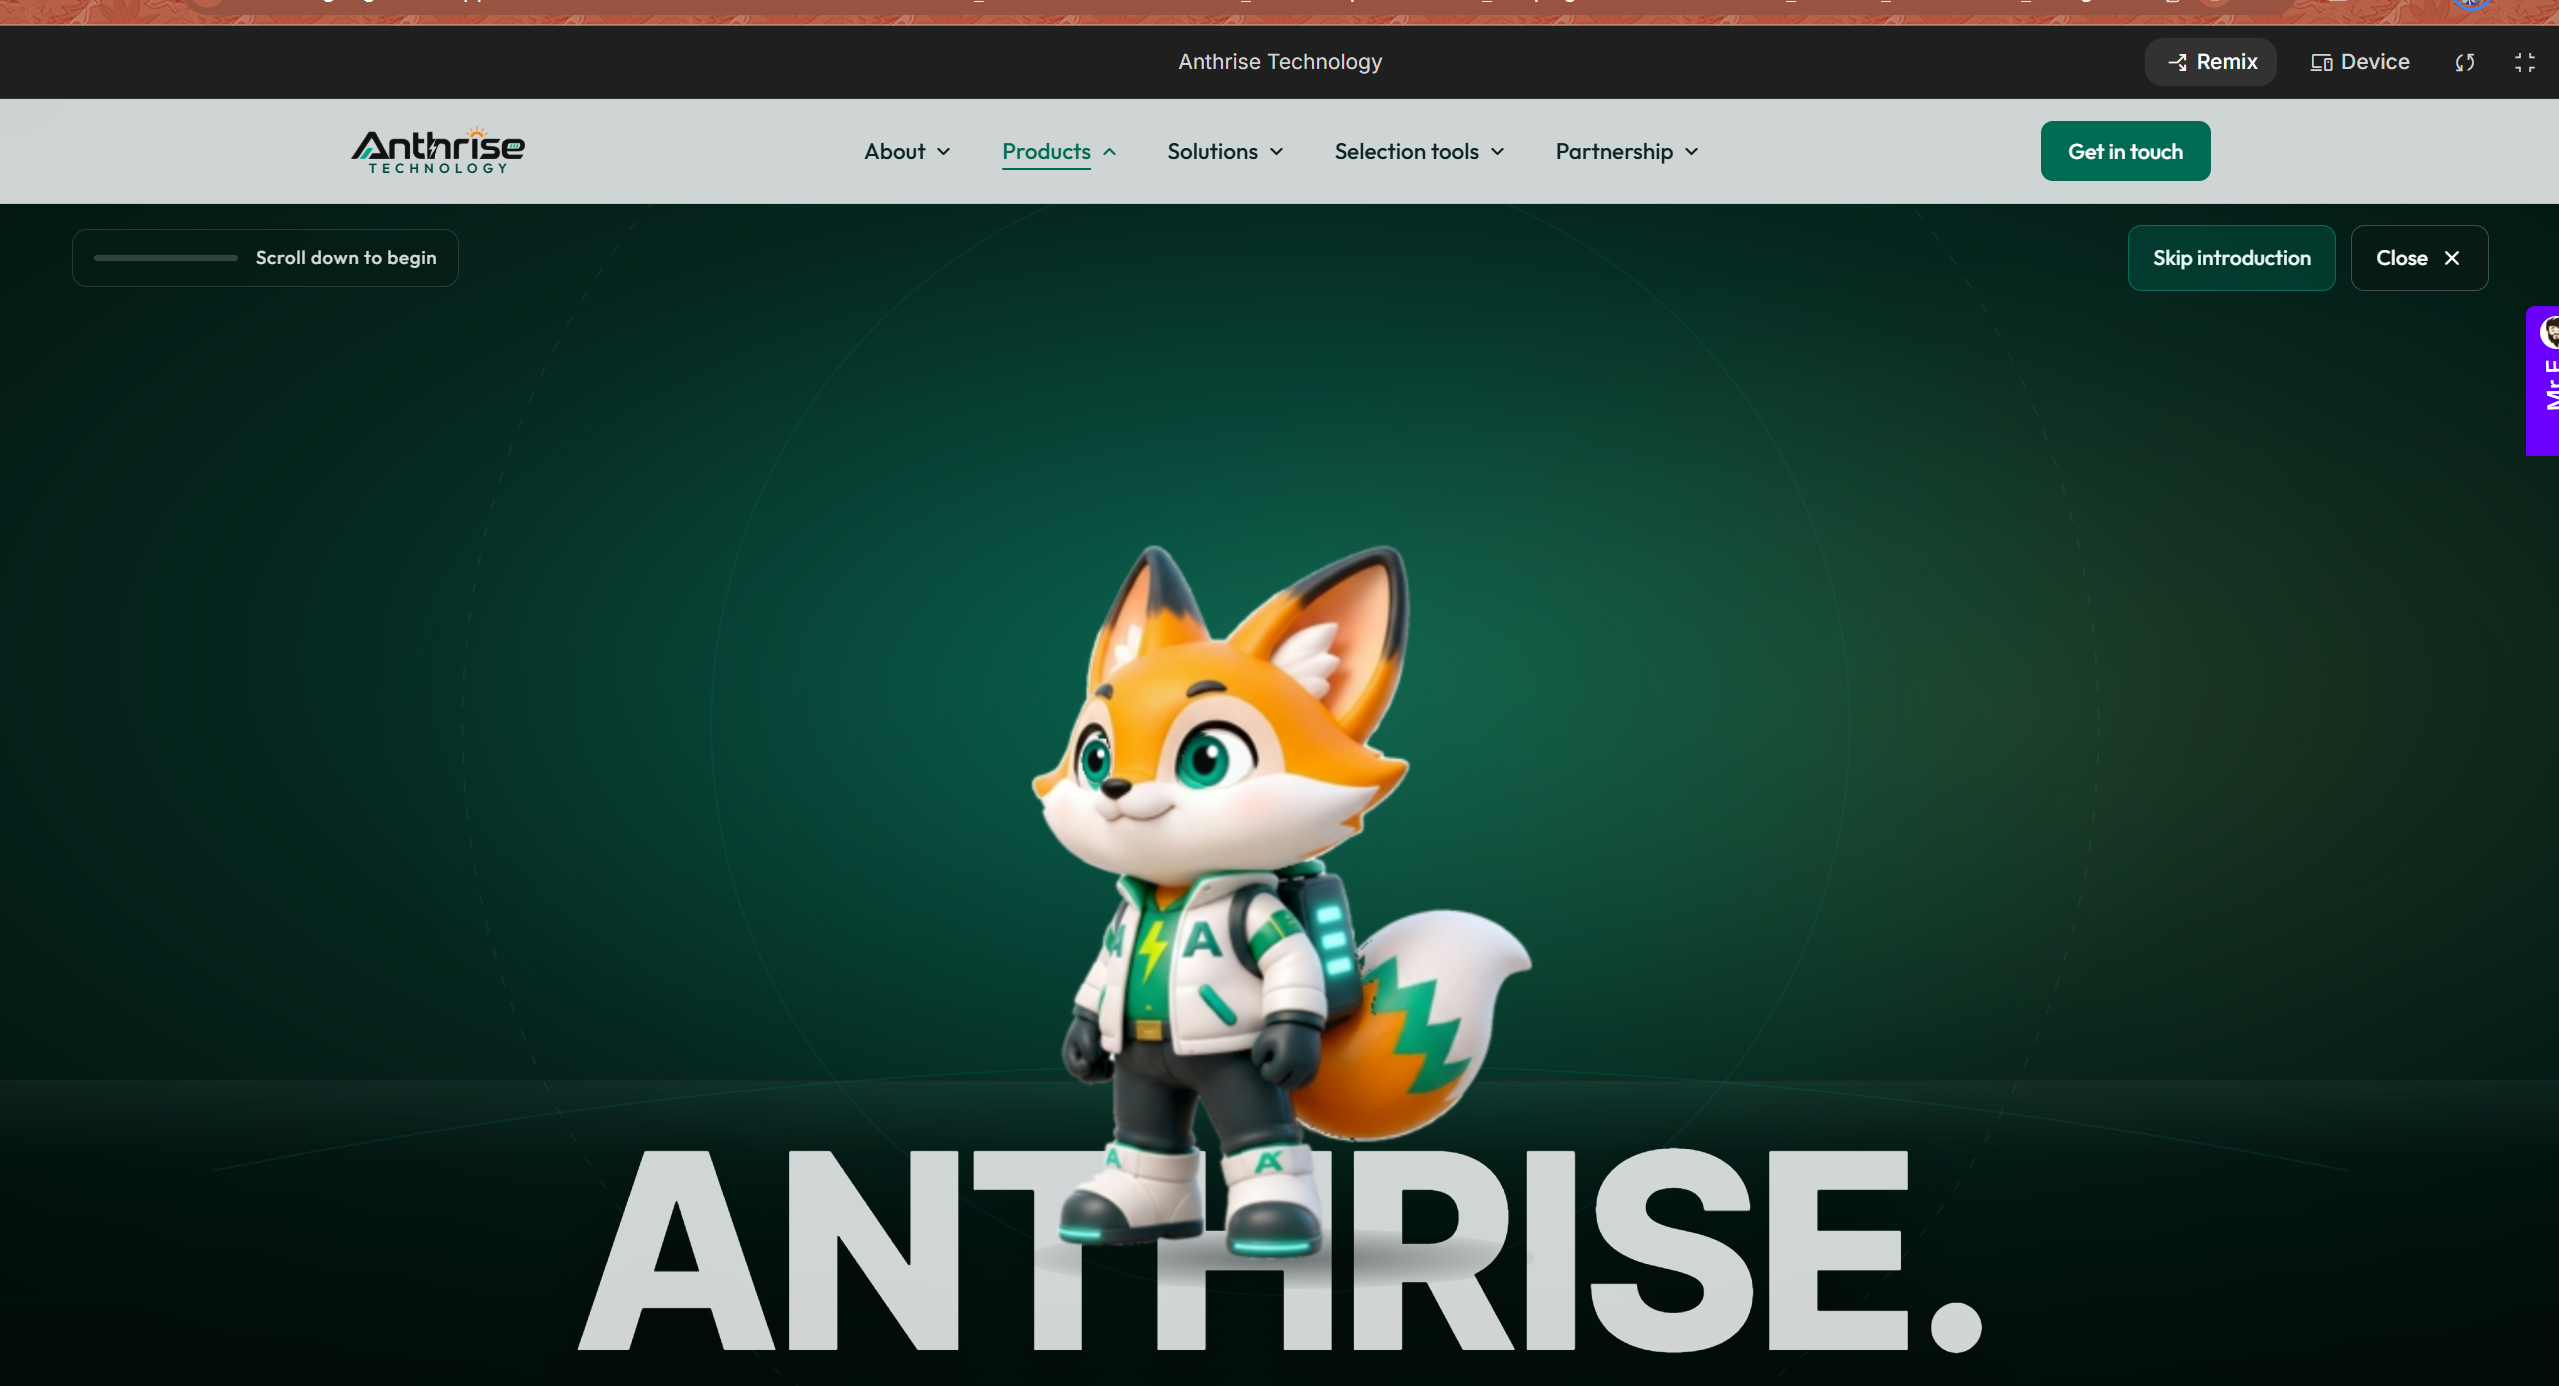 Anthrise Technology
Remix
Device
Anthrise
TECHNOLOGY
About
Products
Solutions
Selection tools
Partnership
Get in touch
Scroll down to begin
Skip introduction
Close
A
A
A
ANTHRISE.